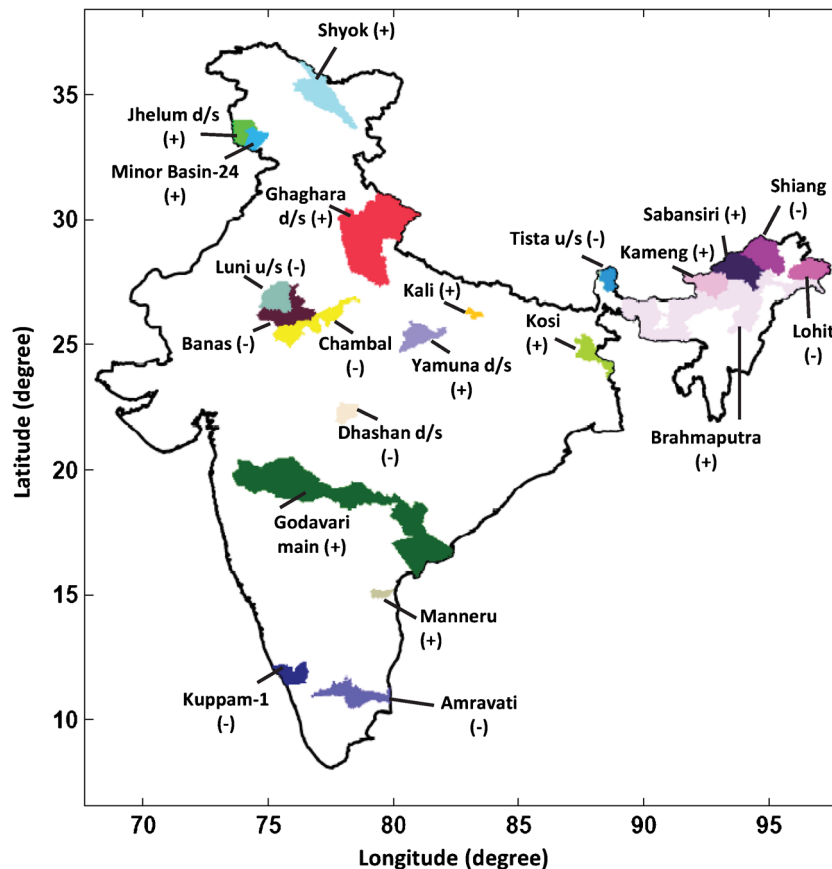 Shyok (+)
Jhelum d/s
(+)
Minor Basin-24
(+)
Ghaghara
d/s (+)
Shiang
(-)
Sabansiri (+)
Tista u/s (-)
Kameng (+)
Luni u/s (-)
Kali (+)
Kosi
(+)
Lohit
(-)
Banas (-)
Chambal
(-)
Yamuna d/s
(+)
Dhashan d/s
(-)
Brahmaputra
(+)
Godavari
main (+)
Manneru
(+)
Kuppam-1
(-)
Amravati
(-)
35
30
25
20
15
10
Latitude (degree)
70
75
80
85
90
95
Longitude (degree)